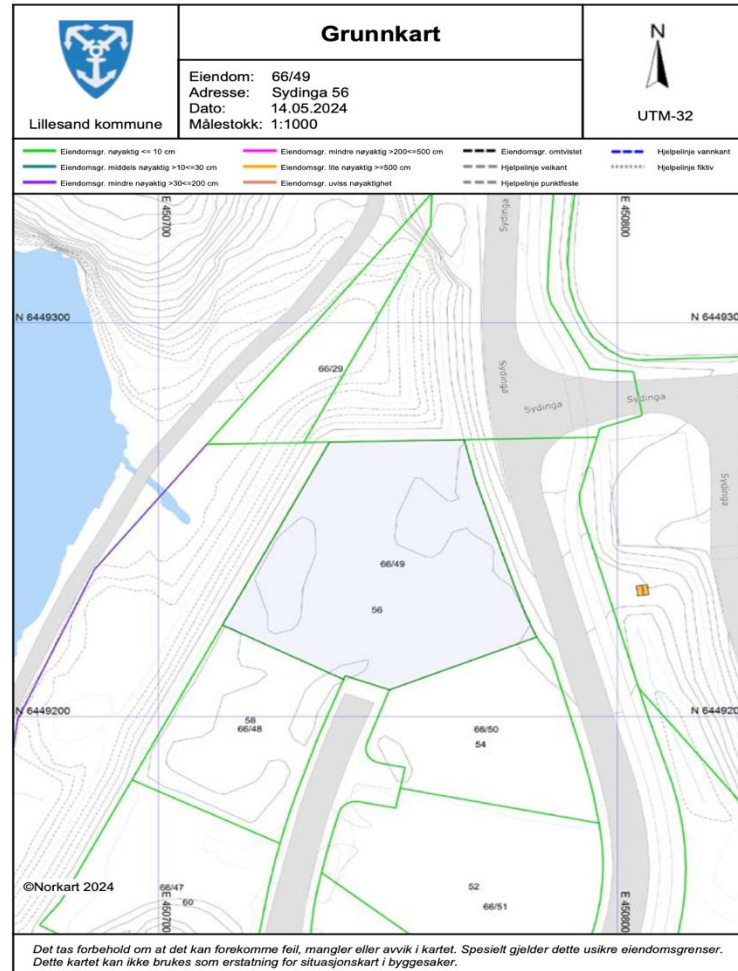 Lillesand kommune
Grunnkart
Eiendom: 66/49
Adresse: Sydinga 56
Dato: 14.05.2024
Målestokk: 1:1000
N
UTM-32
Eiendomsgr. nøyaktig <= 10 cm
Eiendomsgr. middels nøyaktig >10<=30 cm
Eiendomsgr. mindre nøyaktig >30<=200 cm
Eiendomsgr. mindre nøyaktig >200<=500 cm
Eiendomsgr. lite nøyaktig >=500 cm
Eiendomsgr. uviss nøyaktighet
Eiendomsgr. omtvistet
Hjelpelinje veikant
Hjelpelinje punktfeste
Hjelpelinje vannkant
Hjelpelinje fiktiv
E 450700
Sydinga
E 450800
N 6449300
N 6449300
66/29
Sydinga
Sydinga
Sydinga
Sydinga
66/49
56
N 6449200
N 6449200
58
66/48
66/50
54
©Norkart 2024
66/47
60
E 450700
52
66/51
E 450800
Det tas forbehold om at det kan forekomme feil, mangler eller avvik i kartet. Spesielt gjelder dette usikre eiendomsgrenser.
Dette kartet kan ikke brukes som erstatning for situasjonskart i byggesaker.